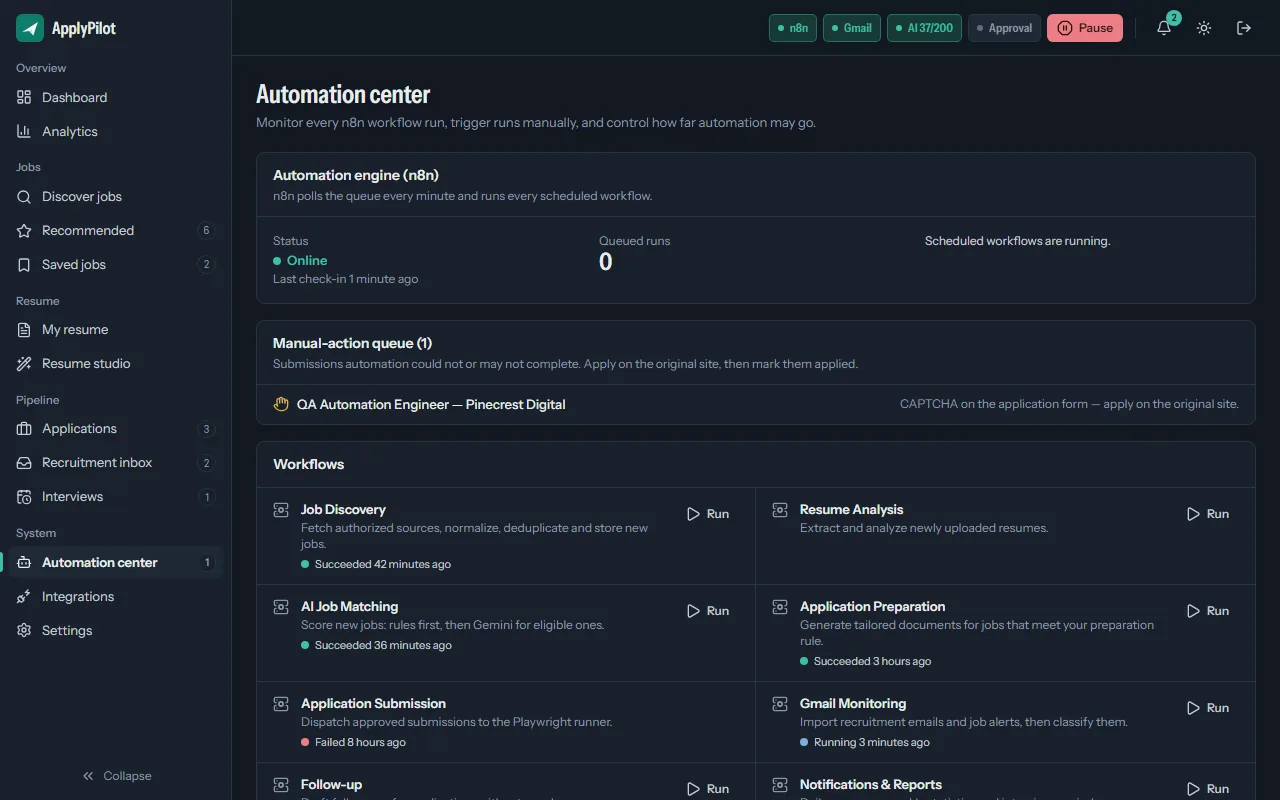 ApplyPilot
n8n
Gmail
AI 37/200
Approval
Pause
2
Overview
Dashboard
Analytics
Jobs
Discover jobs
Recommended 6
Saved jobs 2
Resume
My resume
Resume studio
Pipeline
Applications 3
Recruitment inbox 2
Interviews 1
System
Automation center 1
Integrations
Settings
Collapse
Automation center
Monitor every n8n workflow run, trigger runs manually, and control how far automation may go.
Automation engine (n8n)
n8n polls the queue every minute and runs every scheduled workflow.
Status
Online
Last check-in 1 minute ago
Queued runs
0
Scheduled workflows are running.
Manual-action queue (1)
Submissions automation could not or may not complete. Apply on the original site, then mark them applied.
QA Automation Engineer — Pinecrest Digital
CAPTCHA on the application form — apply on the original site.
Workflows
Job Discovery
Fetch authorized sources, normalize, deduplicate and store new
jobs.
Succeeded 42 minutes ago
Run
Resume Analysis
Extract and analyze newly uploaded resumes.
Run
AI Job Matching
Score new jobs: rules first, then Gemini for eligible ones.
Succeeded 36 minutes ago
Run
Application Preparation
Generate tailored documents for jobs that meet your preparation
rule.
Succeeded 3 hours ago
Run
Application Submission
Dispatch approved submissions to the Playwright runner.
Failed 8 hours ago
Gmail Monitoring
Import recruitment emails and job alerts, then classify them.
Running 3 minutes ago
Run
Follow-up
Run
Notifications & Reports
Run